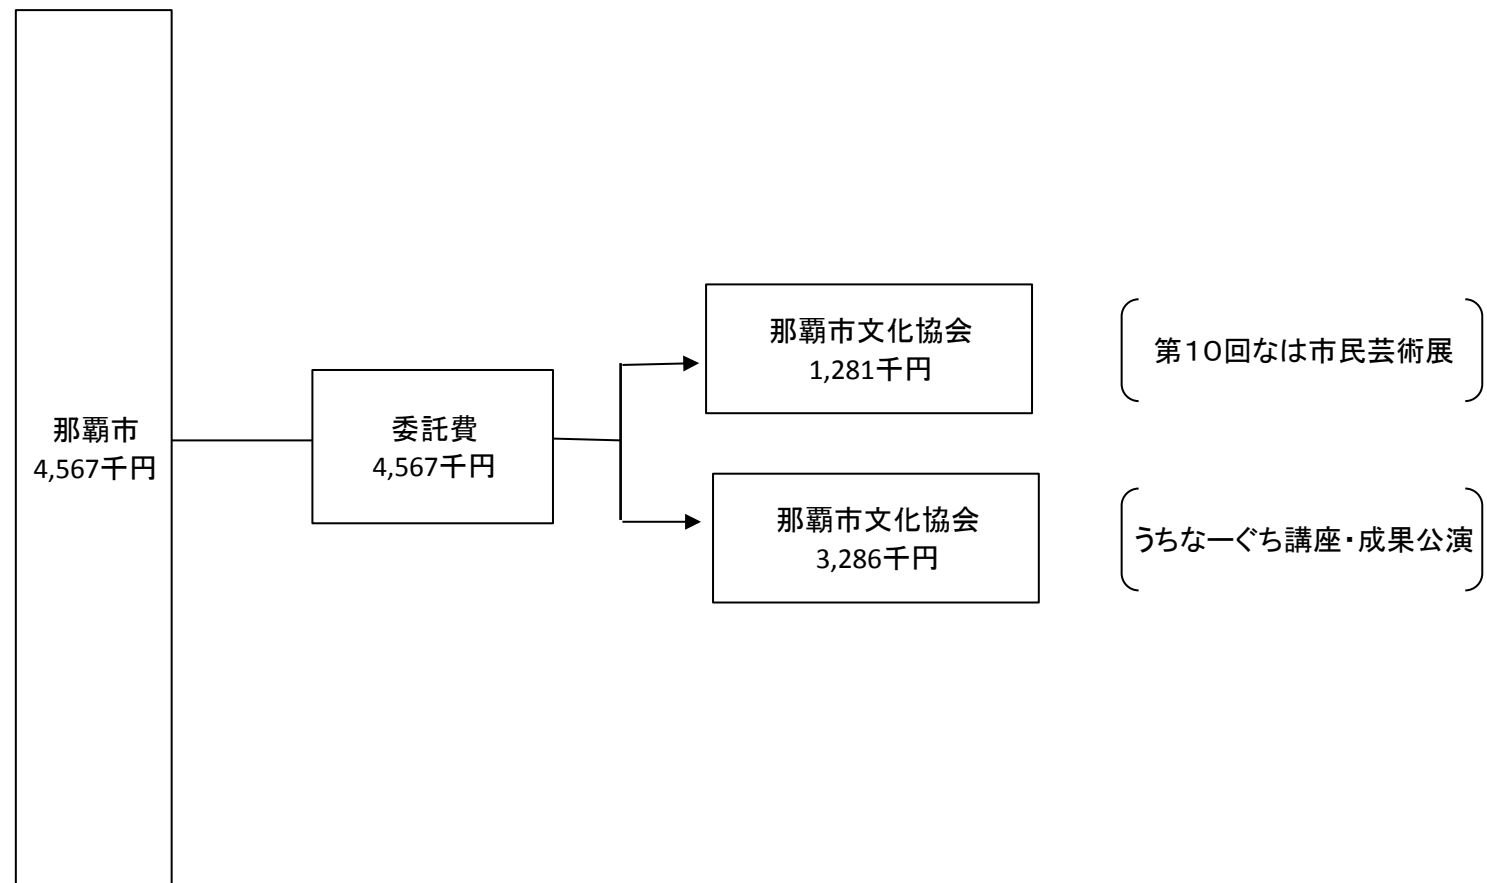 那覇市
4,567千円
委託費
4,567千円
那覇市文化協会
1,281千円
第１０回なは市民芸術展
那覇市文化協会
3,286千円
うちなーぐち講座・成果公演